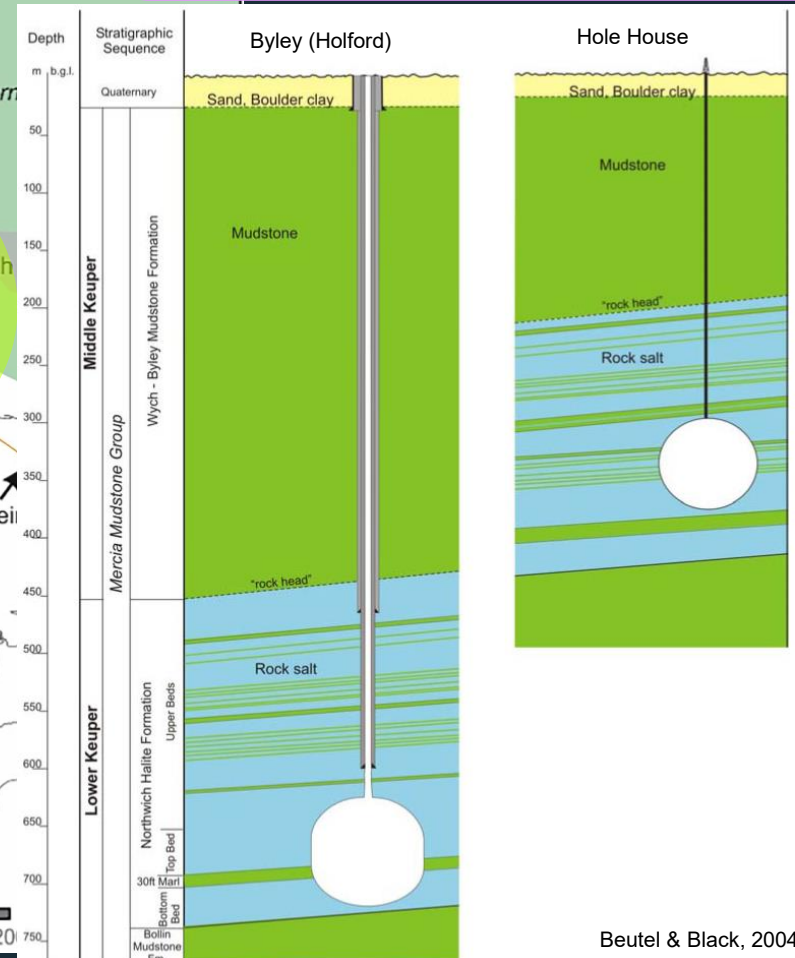 Depth
m b.g.l.
Stratigraphic
Sequence
Byley (Holford)
Hole House
Quaternary
Sand, Boulder clay
Sand, Boulder clay
50
100
150
200
250
300
350
400
450
500
550
600
650
700
750
Middle Keuper
Lower Keuper
Mercia Mudstone Group
Wych - Byley Mudstone Formation
Northwich Halite Formation
Upper Beds
Top Bed
30ft Marl
Bottom
Bed
Bollin
Mudstone
Mudstone
"rock head"
Rock salt
Mudstone
"rock head"
Rock salt
Beutel & Black, 2004